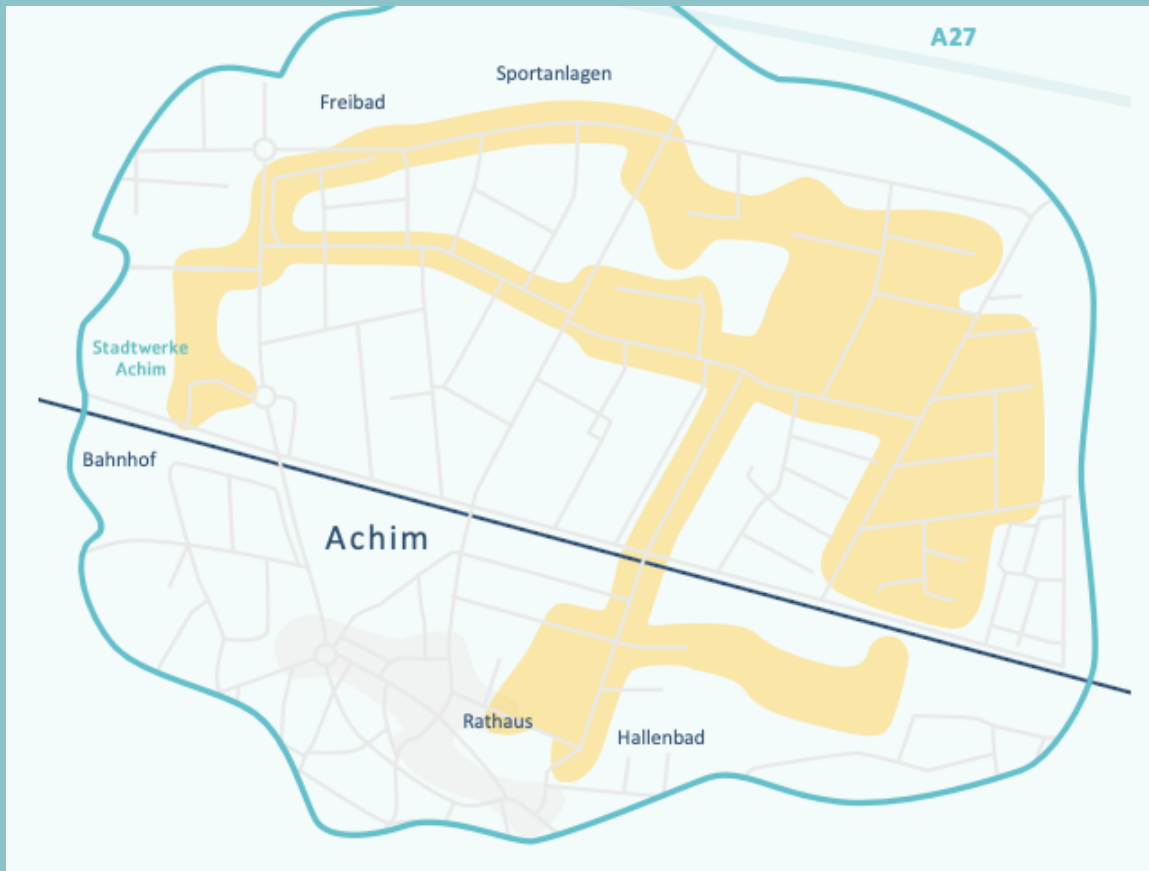 A27
Sportanlagen
Freibad
Stadtwerke
Achim
Bahnhof
Achim
Rathaus
Hallenbad